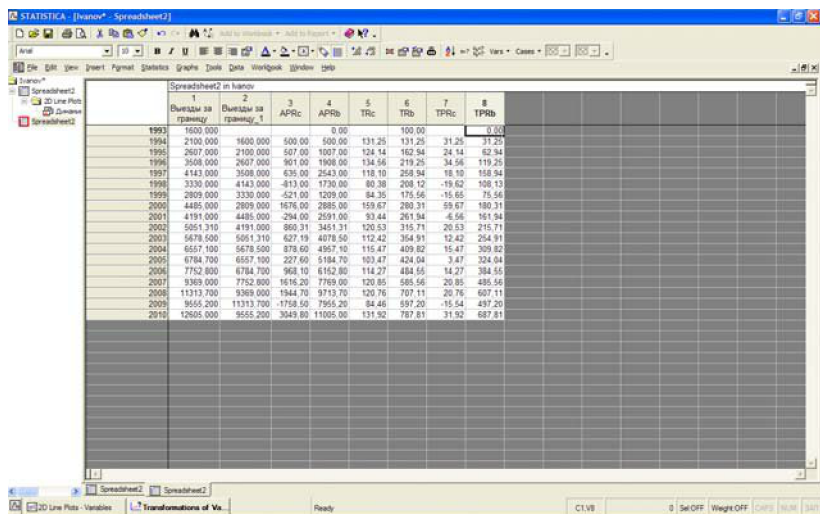 STATISTICA - [Ivanov* - Spreadsheet2]
Add to Workbook Add to Report
Arial 10 B I U Vars Cases
File Edit View Insert Format Statistics Graphs Tools Data Workbook Window Help
Ivanov*
Spreadsheet2
2D Line Plots
Динамик
Spreadsheet2
Spreadsheet2 in Ivanov
1 2 3 4 5 6 7 8
Выезды за границу Выезды за границу_1 APRc APRb TRc TRb TPRc TPRb
1993 1600,000 0,00 100,00 0,00
1994 2100,000 1600,000 500,00 500,00 131,25 131,25 31,25 31,25
1995 2607,000 2100,000 507,00 1007,00 124,14 162,94 24,14 62,94
1996 3508,000 2607,000 901,00 1908,00 134,56 219,25 34,56 119,25
1997 4143,000 3508,000 635,00 2543,00 118,10 258,94 18,10 158,94
1998 3330,000 4143,000 -813,00 1730,00 80,38 208,12 -19,62 108,13
1999 2809,000 3330,000 -521,00 1209,00 84,35 175,56 -15,65 75,56
2000 4485,000 2809,000 1676,00 2885,00 159,67 280,31 59,67 180,31
2001 4191,000 4485,000 -294,00 2591,00 93,44 261,94 -6,56 161,94
2002 5051,310 4191,000 860,31 3451,31 120,53 315,71 20,53 215,71
2003 5678,500 5051,310 627,19 4078,50 112,42 354,91 12,42 254,91
2004 6557,100 5678,500 878,60 4957,10 115,47 409,82 15,47 309,82
2005 6784,700 6557,100 227,60 5184,70 103,47 424,04 3,47 324,04
2006 7752,800 6784,700 968,10 6152,80 114,27 484,55 14,27 384,55
2007 9369,000 7752,800 1616,20 7769,00 120,85 585,56 20,85 485,56
2008 11313,700 9369,000 1944,70 9713,70 120,76 707,11 20,76 607,11
2009 9555,200 11313,700 -1758,50 7955,20 84,46 597,20 -15,54 497,20
2010 12605,000 9555,200 3049,80 11005,00 131,92 787,81 31,92 687,81
Spreadsheet2 Spreadsheet2
2D Line Plots - Variables Transformations of Va... Ready C1,V8 0 Sel:OFF Weight:OFF CAPS NUM